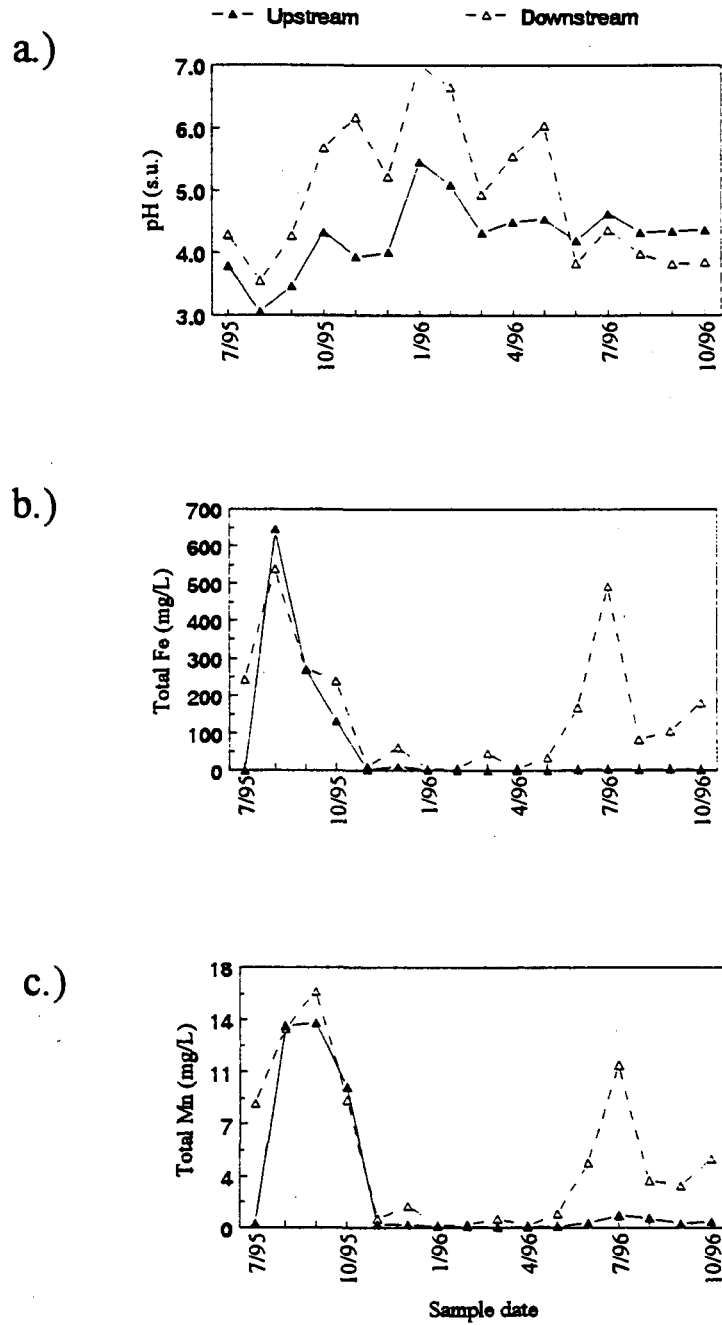 Upstream Downstream
a.)
7.0
6.0
5.0
4.0
3.0
pH (s.u.)
7/95 10/95 1/96 4/96 7/96 10/96
b.)
700
600
500
400
300
200
100
0
Total Fe (mg/L)
7/95 10/95 1/96 4/96 7/96 10/96
c.)
18
14
11
7
4
0
Total Mn (mg/L)
7/95 10/95 1/96 4/96 7/96 10/96
Sample date